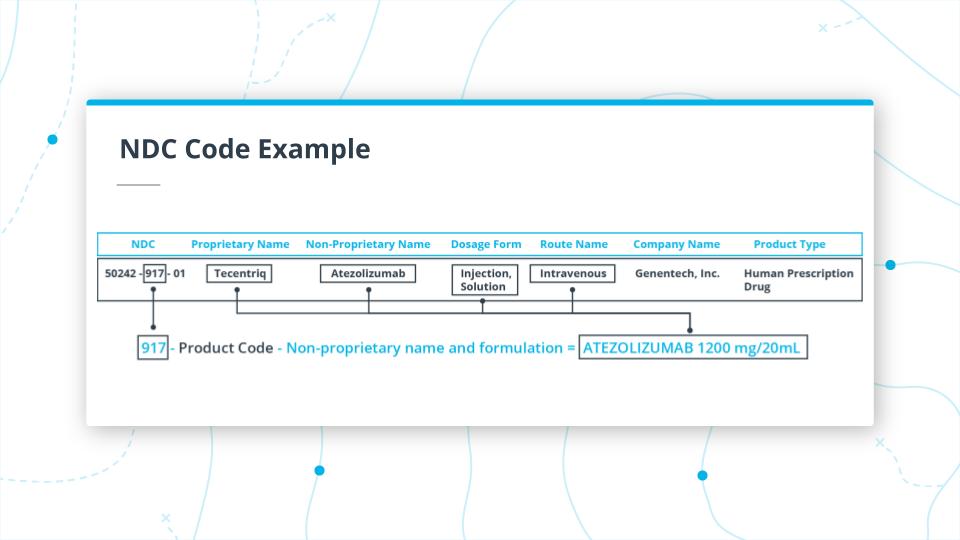 NDC Code Example
NDC Proprietary Name Non-Proprietary Name Dosage Form Route Name Company Name Product Type
50242 - 917 - 01 Tecentriq Atezolizumab Injection, Intravenous Genentech, Inc. Human Prescription
Solution Drug
917 - Product Code - Non-proprietary name and formulation = ATEZOLIZUMAB 1200 mg/20mL